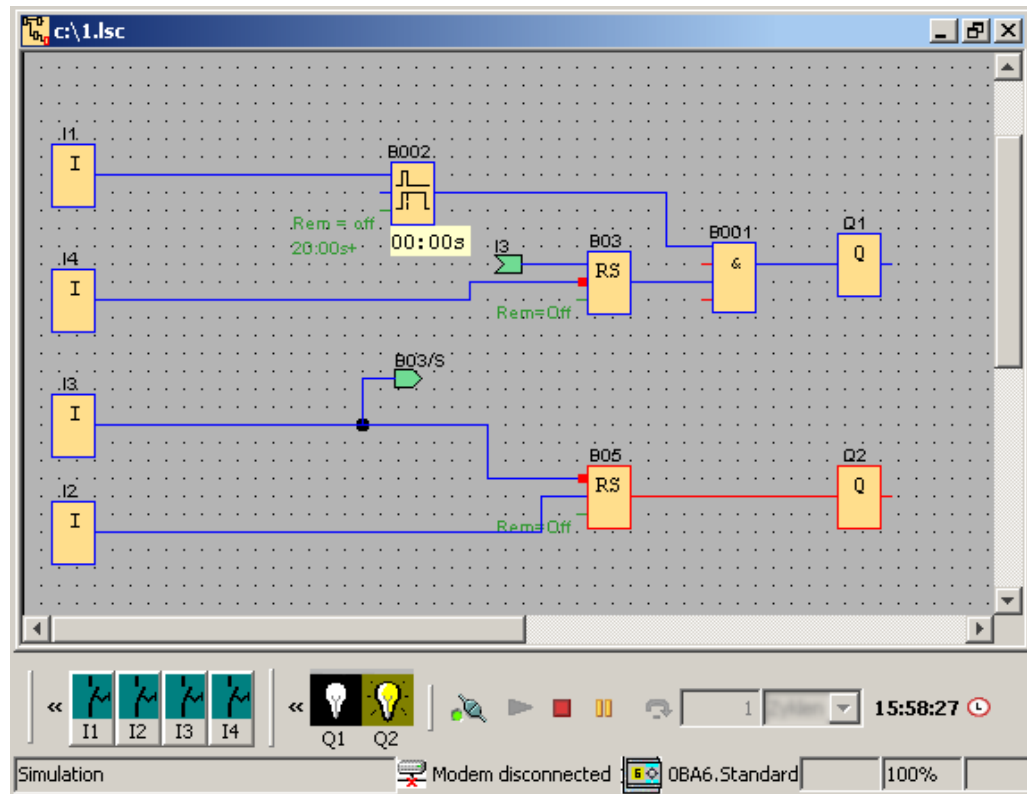 c:\1.lsc
I1
I
B002
Rem = off
20:00s+
00:00s
I3
B03
RS
Rem=Off
B001
&
Q1
Q
I4
I
B03/S
I3
I
B05
RS
Rem=Off
Q2
Q
I2
I
« I1 I2 I3 I4 « Q1 Q2 1 15:58:27
Simulation Modem disconnected 0BA6.Standard 100%